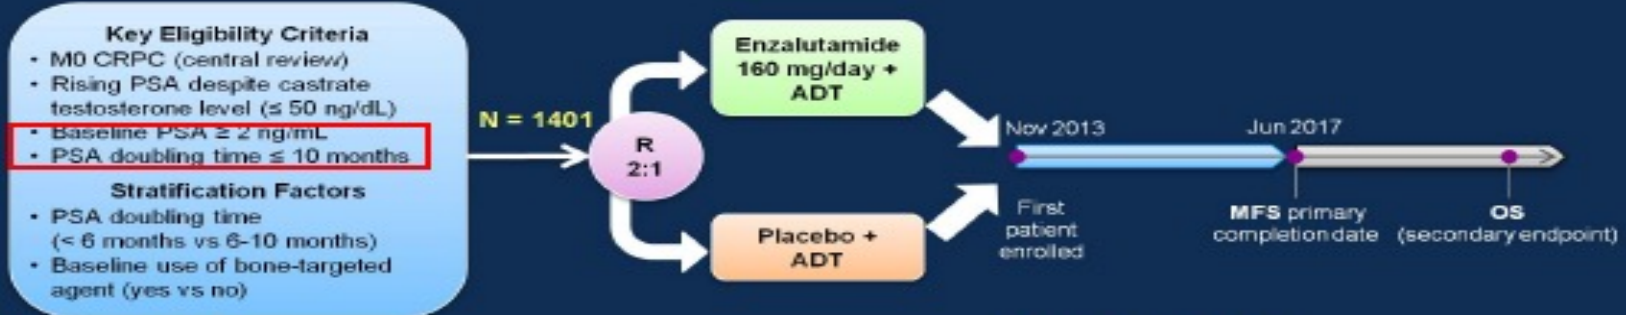 Key Eligibility Criteria
• M0 CRPC (central review)
• Rising PSA despite castrate
testosterone level (≤ 50 ng/dL)
• Baseline PSA ≥ 2 ng/mL
• PSA doubling time ≤ 10 months
Stratification Factors
• PSA doubling time
(< 6 months vs 6-10 months)
• Baseline use of bone-targeted
agent (yes vs no)
N = 1401
R
2:1
Enzalutamide
160 mg/day +
ADT
Placebo +
ADT
Nov 2013
Jun 2017
First
patient
enrolled
MFS primary
completion date
OS
(secondary endpoint)